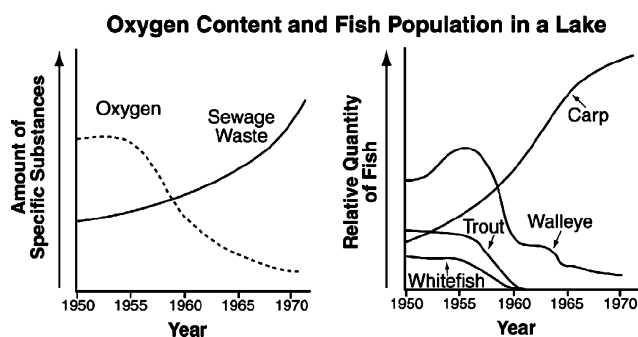 Oxygen Content and Fish Population in a Lake
Amount of
Specific Substances
Oxygen
Sewage
Waste
1950 1955 1960 1965 1970
Year
Relative Quantity
of Fish
Carp
Trout
Walleye
Whitefish
1950 1955 1960 1965 1970
Year